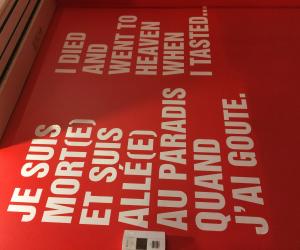 I DIED
AND
WENT TO
HEAVEN
WHEN
I TASTED...
JE SUIS
MORT(E)
ET SUIS
ALLÉ(E)
AU PARADIS
QUAND
J'AI GOUTE.